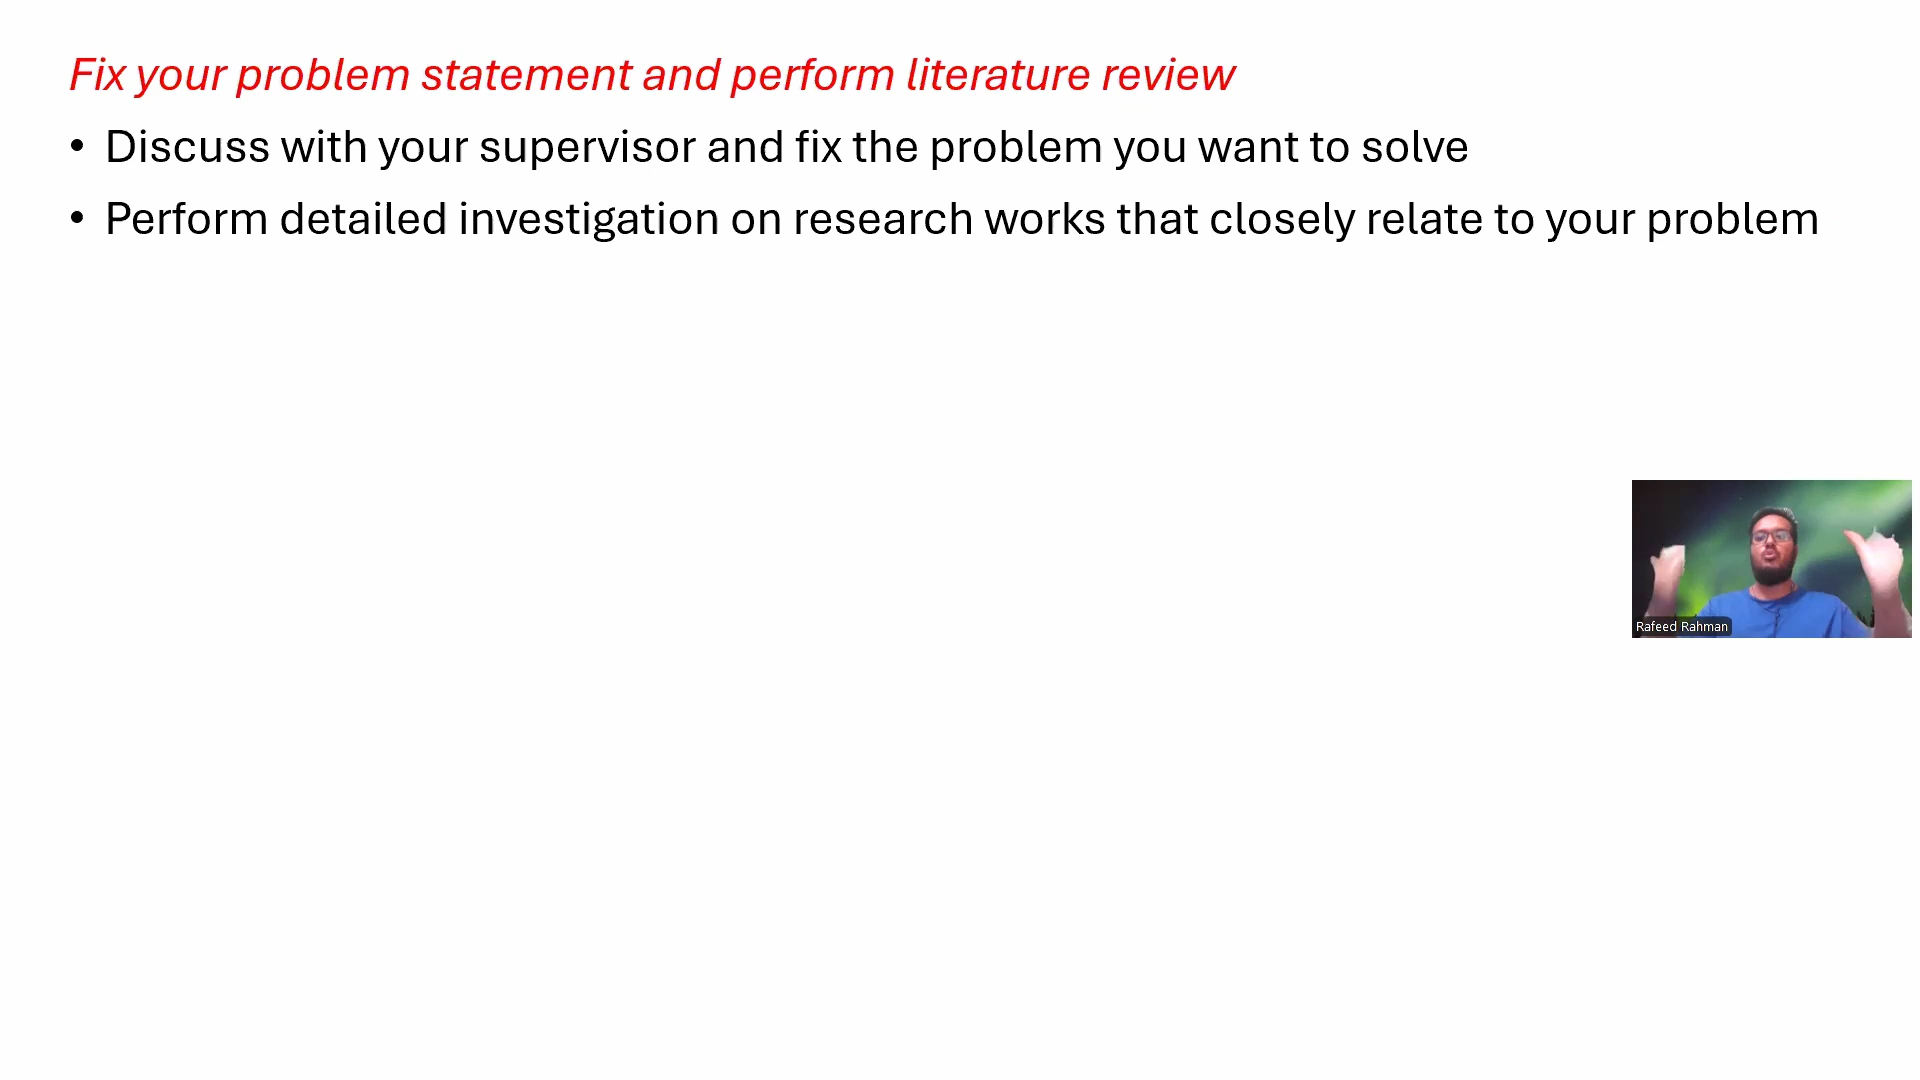 Fix your problem statement and perform literature review
• Discuss with your supervisor and fix the problem you want to solve
• Perform detailed investigation on research works that closely relate to your problem
Rafeed Rahman